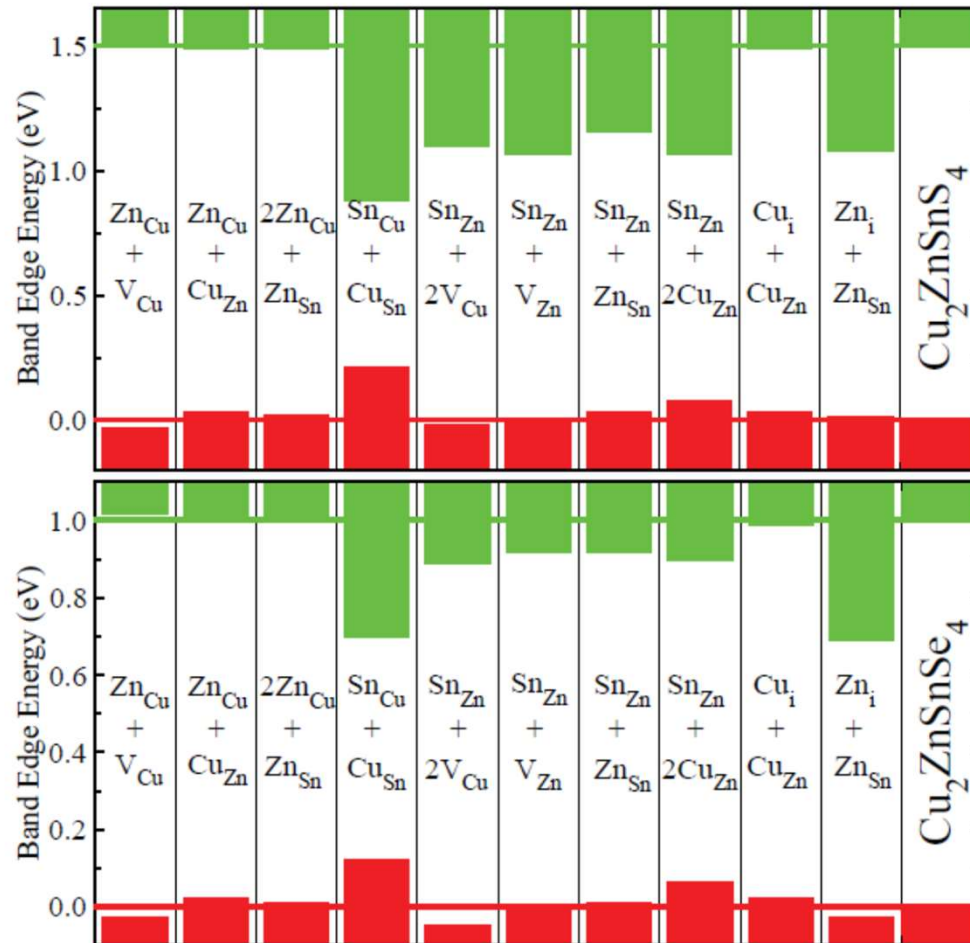 Band Edge Energy (eV)
1.5
1.0
0.5
0.0
Zn_Cu + V_Cu
Zn_Cu + Cu_Zn
2Zn_Cu + Zn_Sn
Sn_Cu + Cu_Sn
Sn_Zn + 2V_Cu
Sn_Zn + V_Zn
Sn_Zn + Zn_Sn
Sn_Zn + 2Cu_Zn
Cu_i + Cu_Zn
Zn_i + Zn_Sn
Cu₂ZnSnS₄
Band Edge Energy (eV)
1.0
0.8
0.6
0.4
0.2
0.0
Zn_Cu + V_Cu
Zn_Cu + Cu_Zn
2Zn_Cu + Zn_Sn
Sn_Cu + Cu_Sn
Sn_Zn + 2V_Cu
Sn_Zn + V_Zn
Sn_Zn + Zn_Sn
Sn_Zn + 2Cu_Zn
Cu_i + Cu_Zn
Zn_i + Zn_Sn
Cu₂ZnSnSe₄